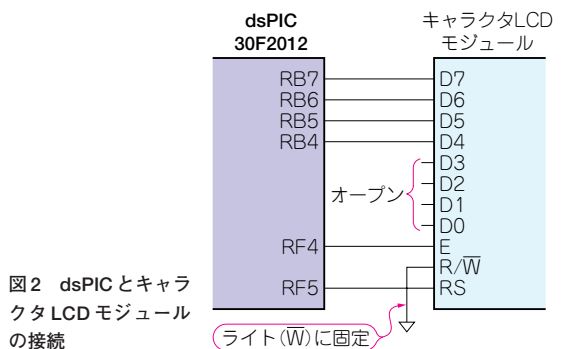 dsPIC
30F2012
キャラクタLCD
モジュール
RB7
RB6
RB5
RB4
RF4
RF5
D7
D6
D5
D4
D3
D2
D1
D0
E
R/W̅
RS
オープン
ライト(W̅)に固定
図2 dsPICとキャラ
クタLCDモジュール
の接続